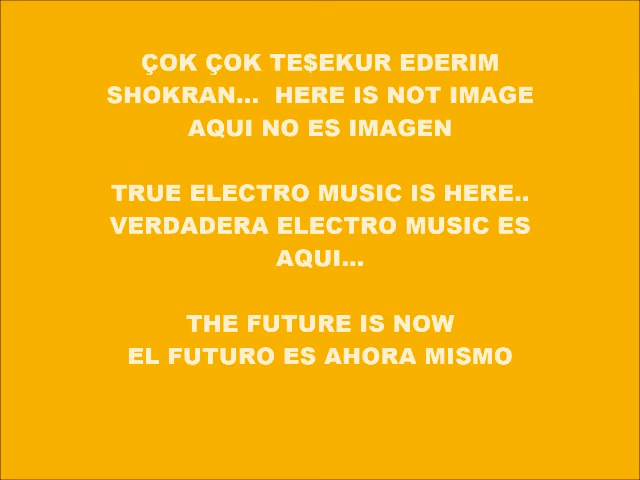 ÇOK ÇOK TE$EKUR EDERIM
SHOKRAN... HERE IS NOT IMAGE
AQUI NO ES IMAGEN
TRUE ELECTRO MUSIC IS HERE..
VERDADERA ELECTRO MUSIC ES
AQUI...
THE FUTURE IS NOW
EL FUTURO ES AHORA MISMO